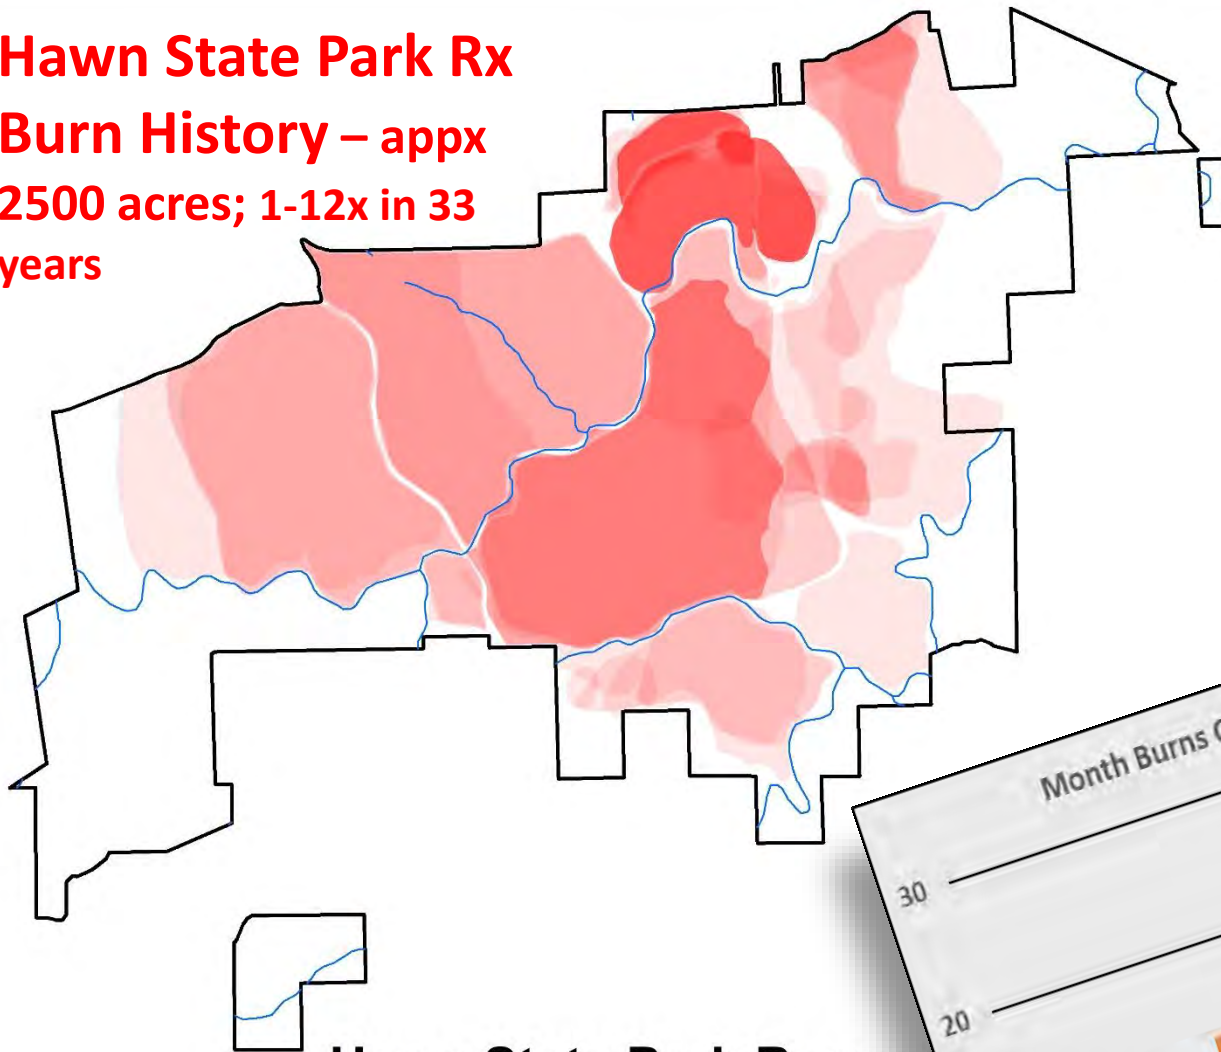 Hawn State Park Rx
Burn History – appx
2500 acres; 1-12x in 33
years
Month Burns
30
20